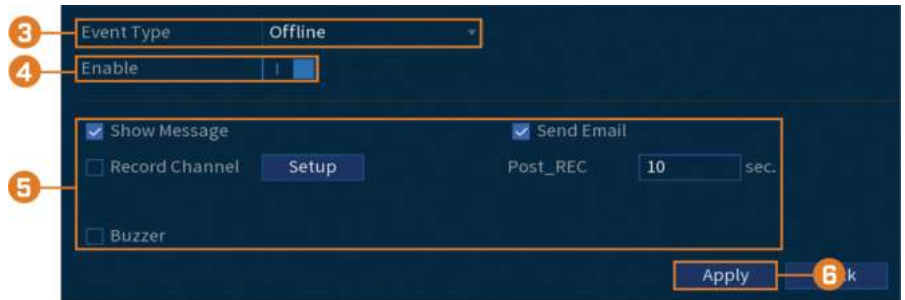 3 Event Type Offline
4 Enable
Show Message Send Email
5 Record Channel Setup Post_REC 10 sec.
Buzzer
Apply 6